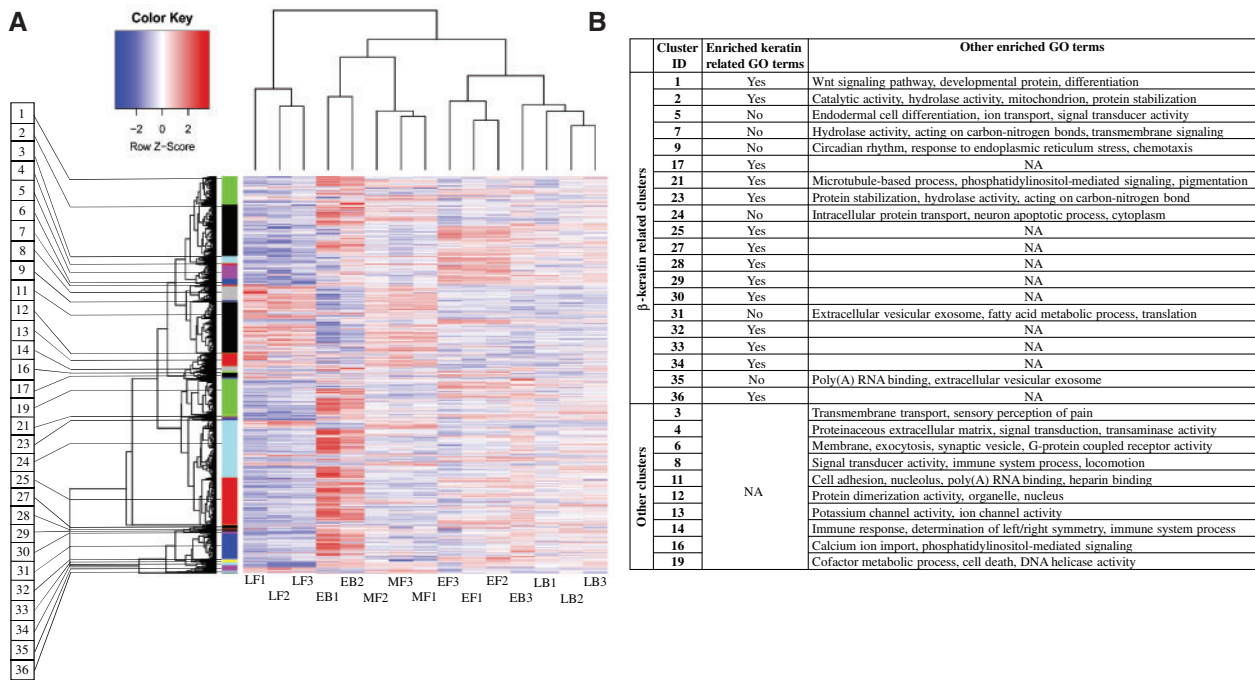 A
Color Key
−2 0 2
Row Z-Score
1
2
3
4
5
6
7
8
9
11
12
13
14
16
17
19
21
23
24
25
27
28
29
30
31
32
33
34
35
36
LF1 LF3 EB2 MF3 EF3 EF2 LB1 LB3
LF2 EB1 MF2 MF1 EF1 EB3 LB2
B
Cluster ID Enriched keratin related GO terms Other enriched GO terms
β-keratin related clusters
1 Yes Wnt signaling pathway, developmental protein, differentiation
2 Yes Catalytic activity, hydrolase activity, mitochondrion, protein stabilization
5 No Endodermal cell differentiation, ion transport, signal transducer activity
7 No Hydrolase activity, acting on carbon-nitrogen bonds, transmembrane signaling
9 No Circadian rhythm, response to endoplasmic reticulum stress, chemotaxis
17 Yes NA
21 Yes Microtubule-based process, phosphatidylinositol-mediated signaling, pigmentation
23 Yes Protein stabilization, hydrolase activity, acting on carbon-nitrogen bond
24 No Intracellular protein transport, neuron apoptotic process, cytoplasm
25 Yes NA
27 Yes NA
28 Yes NA
29 Yes NA
30 Yes NA
31 No Extracellular vesicular exosome, fatty acid metabolic process, translation
32 Yes NA
33 Yes NA
34 Yes NA
35 No Poly(A) RNA binding, extracellular vesicular exosome
36 Yes NA
Other clusters
NA
3 Transmembrane transport, sensory perception of pain
4 Proteinaceous extracellular matrix, signal transduction, transaminase activity
6 Membrane, exocytosis, synaptic vesicle, G-protein coupled receptor activity
8 Signal transducer activity, immune system process, locomotion
11 Cell adhesion, nucleolus, poly(A) RNA binding, heparin binding
12 Protein dimerization activity, organelle, nucleus
13 Potassium channel activity, ion channel activity
14 Immune response, determination of left/right symmetry, immune system process
16 Calcium ion import, phosphatidylinositol-mediated signaling
19 Cofactor metabolic process, cell death, DNA helicase activity